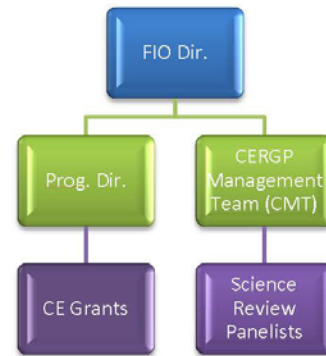 FIO Dir.
Prog. Dir.
CERGP
Management
Team (CMT)
CE Grants
Science
Review
Panelists